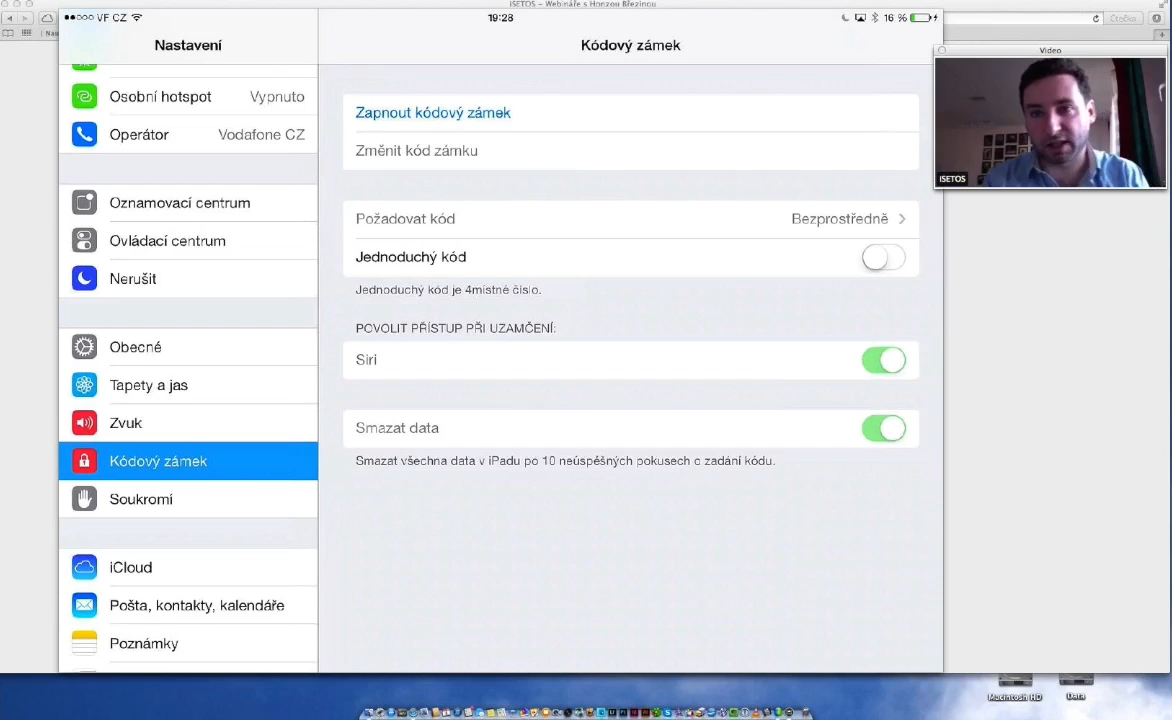 iSETOS – Webináře s Honzou Březinou
VF CZ
19:28
16 %
Čtečka
Nastavení
Kódový zámek
Video
Osobní hotspot Vypnuto
Operátor Vodafone CZ
Oznamovací centrum
Ovládací centrum
Nerušit
Obecné
Tapety a jas
Zvuk
Kódový zámek
Soukromí
iCloud
Pošta, kontakty, kalendáře
Poznámky
Zapnout kódový zámek
Změnit kód zámku
Požadovat kód Bezprostředně
Jednoduchý kód
Jednoduchý kód je 4místné číslo.
POVOLIT PŘÍSTUP PŘI UZAMČENÍ:
Siri
Smazat data
Smazat všechna data v iPadu po 10 neúspěšných pokusech o zadání kódu.
iSETOS
Macintosh HD
Data